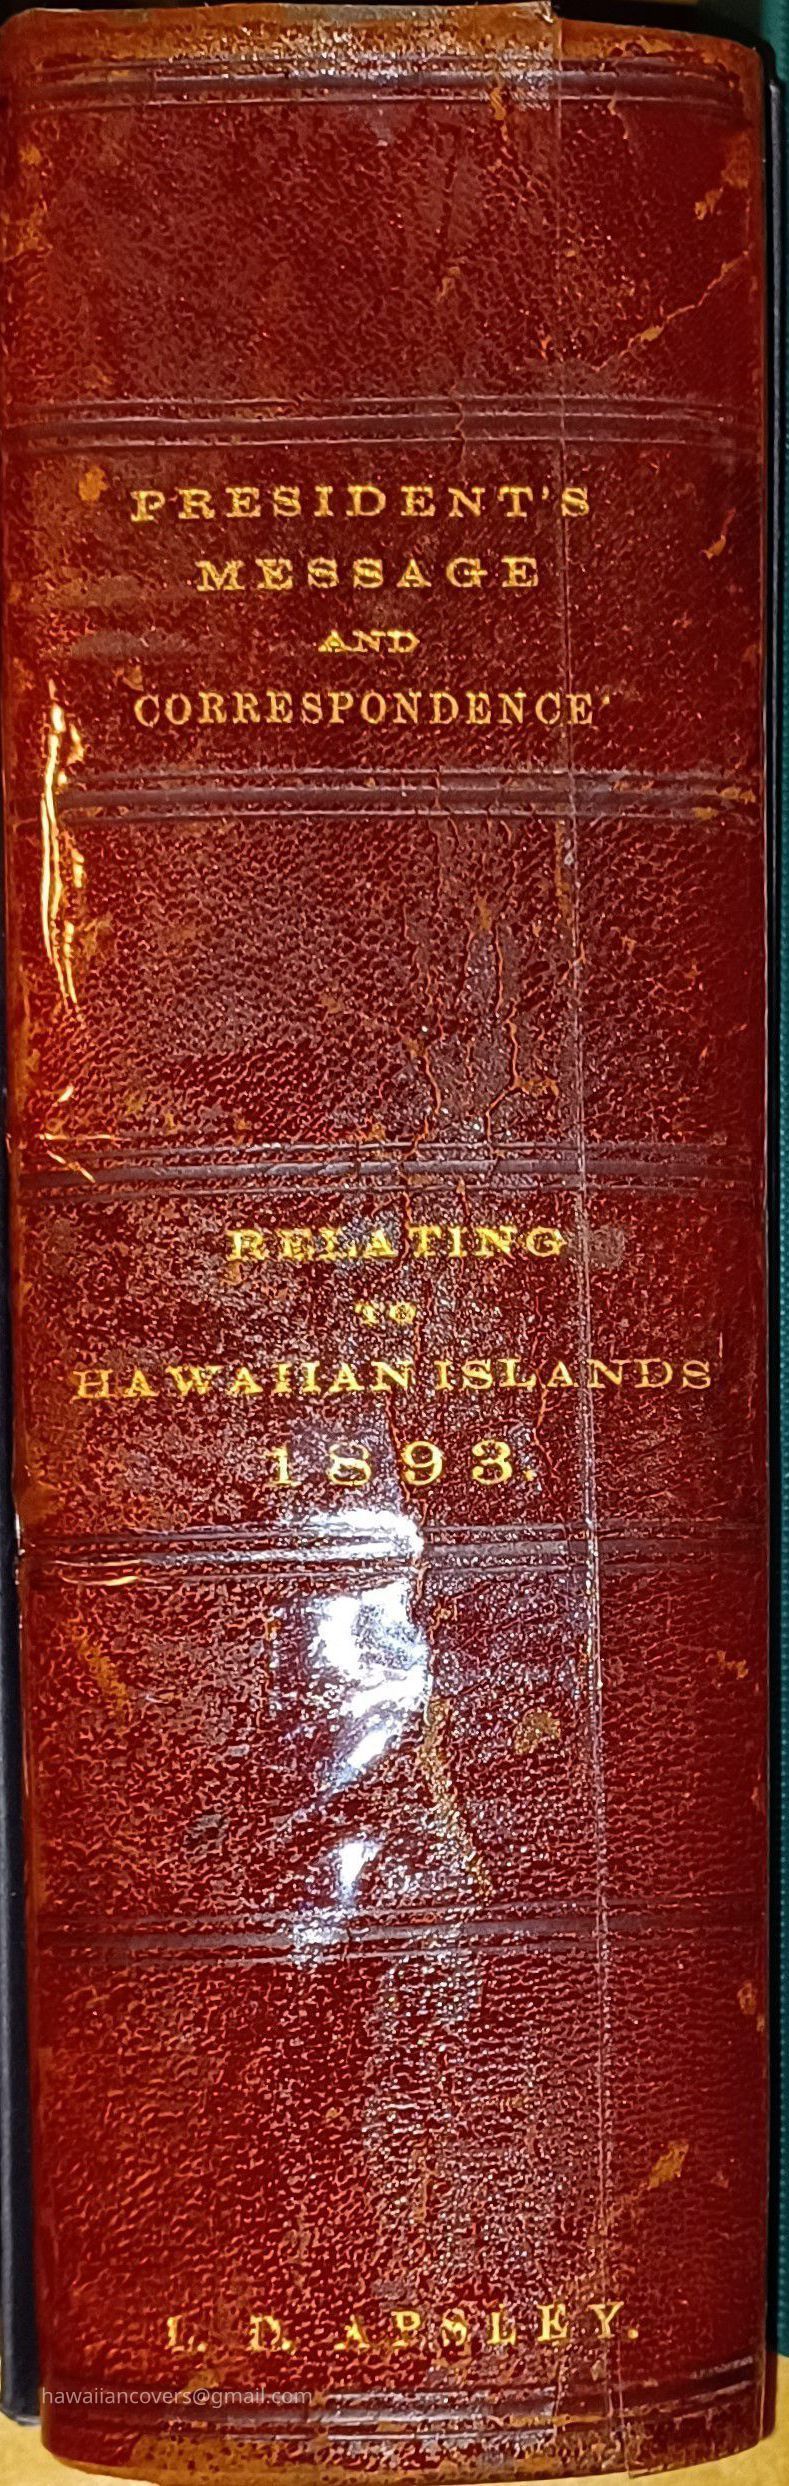 PRESIDENT'S
MESSAGE
AND
CORRESPONDENCE
RELATING
TO
HAWAIIAN ISLANDS
1893.
L. D. APSLEY.
hawaiiancovers@gmail.com